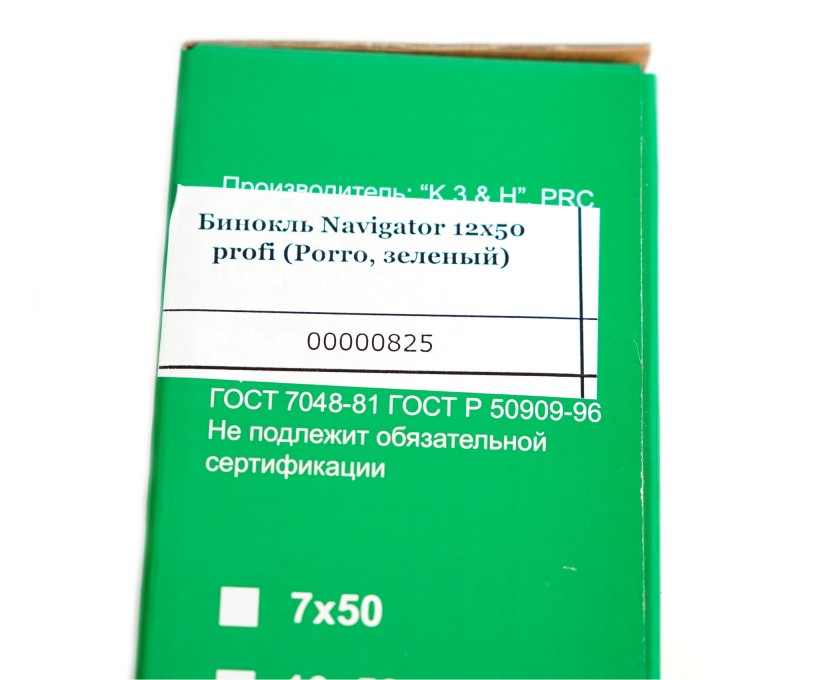 Производитель: “К.3 & Н”, PRC
Бинокль Navigator 12x50
profi (Porro, зеленый)
00000825
ГОСТ 7048-81 ГОСТ Р 50909-96
Не подлежит обязательной
сертификации
7x50